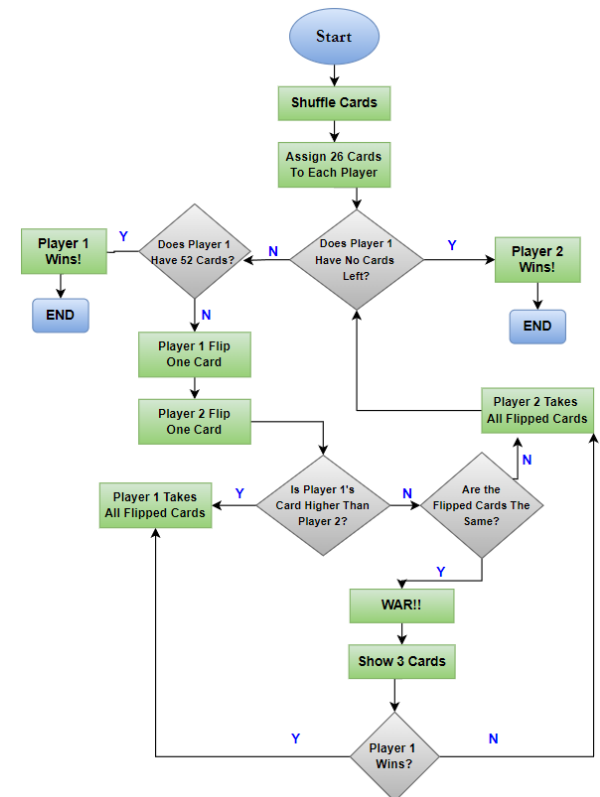 Start
Shuffle Cards
Assign 26 Cards
To Each Player
Player 1
Wins!
Y
Does Player 1
Have 52 Cards?
N
Does Player 1
Have No Cards
Left?
Y
Player 2
Wins!
END
END
N
Player 1 Flip
One Card
Player 2 Flip
One Card
Player 2 Takes
All Flipped Cards
N
Player 1 Takes
All Flipped Cards
Y
Is Player 1's
Card Higher Than
Player 2?
N
Are the
Flipped Cards The
Same?
Y
WAR!!
Show 3 Cards
Y
Player 1
Wins?
N